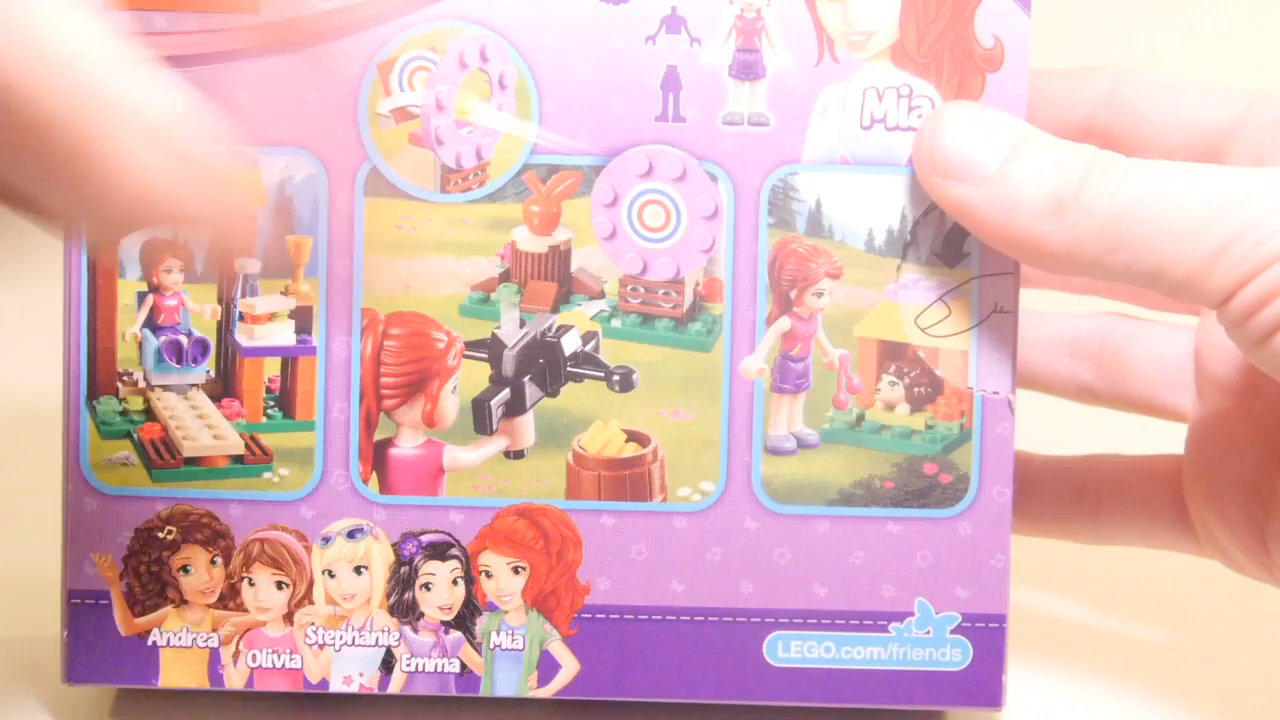 Mia
Andrea
Olivia
Stephanie
Emma
Mia
LEGO.com/friends